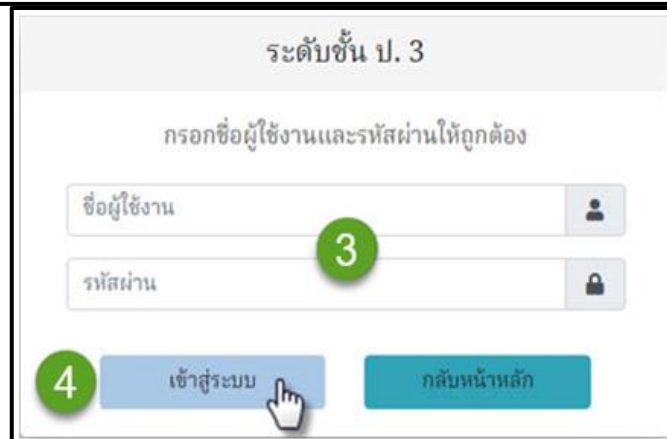 ระดับชั้น ป. 3
กรอกชื่อผู้ใช้งานและรหัสผ่านให้ถูกต้อง
ชื่อผู้ใช้งาน
3
รหัสผ่าน
4 เข้าสู่ระบบ กลับหน้าหลัก